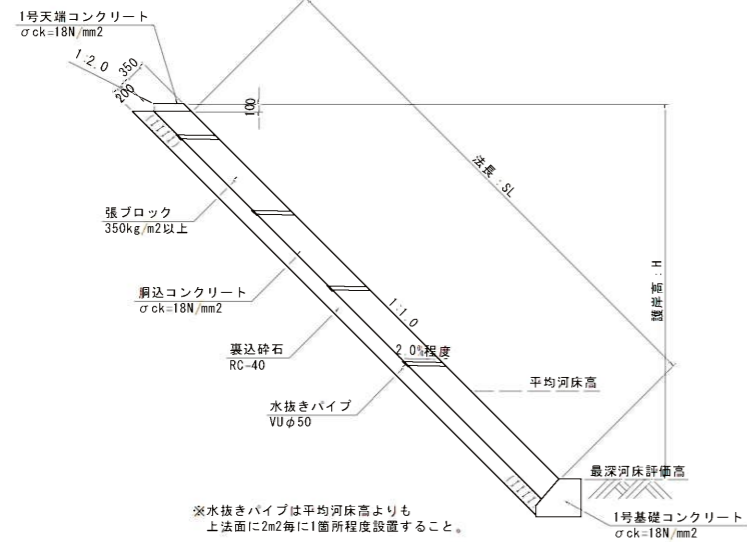 1号天端コンクリート
σck=18N/mm2
1:2.0
350
200
100
法長:SL
張ブロック
350kg/m2以上
護岸高:H
胴込コンクリート
σck=18N/mm2
1:1.0
裏込砕石
RC-40
2.0%程度
平均河床高
水抜きパイプ
VUφ50
最深河床評価高
※水抜きパイプは平均河床高よりも
上法面に2m2毎に1箇所程度設置すること。
1号基礎コンクリート
σck=18N/mm2